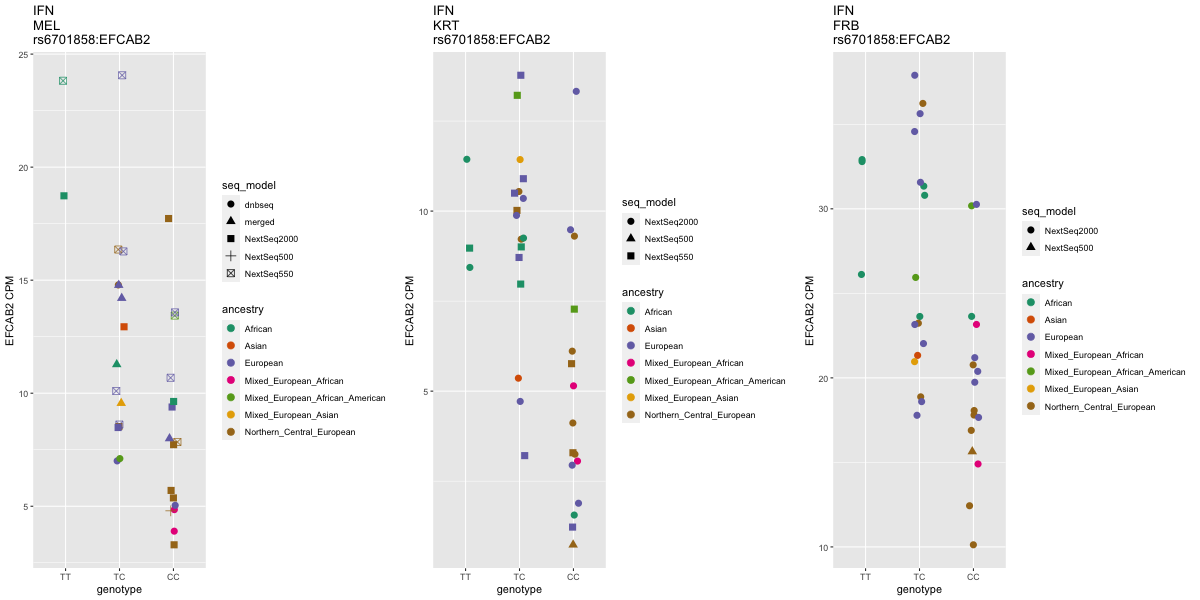 IFN
MEL
rs6701858:EFCAB2
25
20
15
10
5
EFCAB2 CPM
TT
TC
CC
genotype
seq_model
dnbseq
merged
NextSeq2000
NextSeq500
NextSeq550
ancestry
African
Asian
European
Mixed_European_African
Mixed_European_African_American
Mixed_European_Asian
Northern_Central_European
IFN
KRT
rs6701858:EFCAB2
10
5
EFCAB2 CPM
TT
TC
CC
genotype
seq_model
NextSeq2000
NextSeq500
NextSeq550
ancestry
African
Asian
European
Mixed_European_African
Mixed_European_African_American
Mixed_European_Asian
Northern_Central_European
IFN
FRB
rs6701858:EFCAB2
30
20
10
EFCAB2 CPM
TT
TC
CC
genotype
seq_model
NextSeq2000
NextSeq500
ancestry
African
Asian
European
Mixed_European_African
Mixed_European_African_American
Mixed_European_Asian
Northern_Central_European